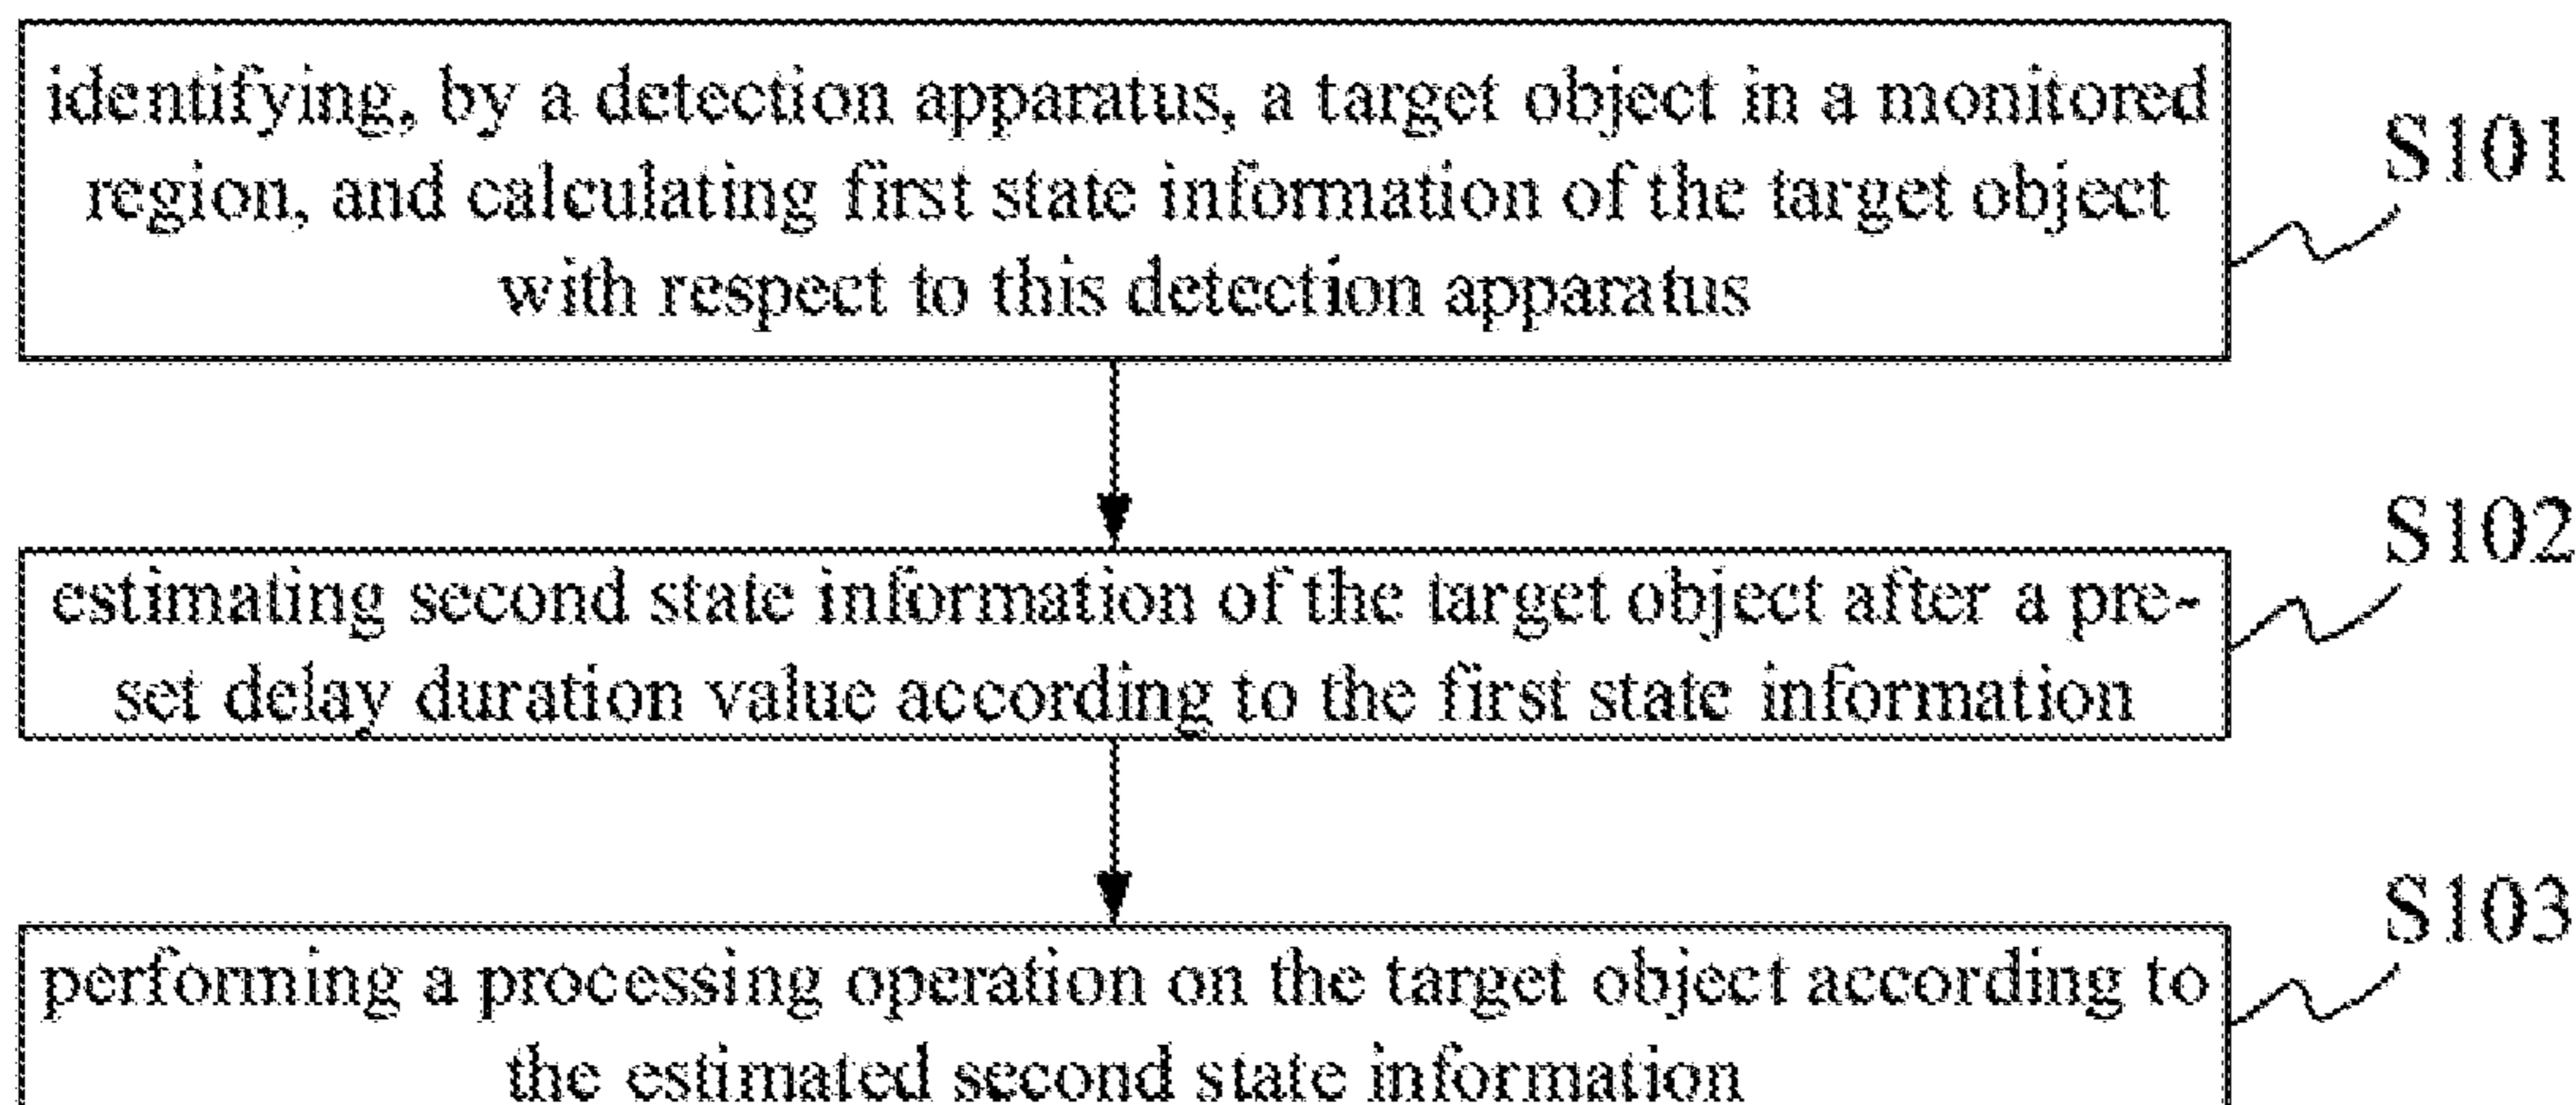 identifying, by a detection apparatus, a target object in a monitored
region, and calculating first state information of the target object
with respect to this detection apparatus
S101
estimating second state information of the target object after a pre-
set delay duration value according to the first state information
S102
performing a processing operation on the target object according to
the estimated second state information
S103